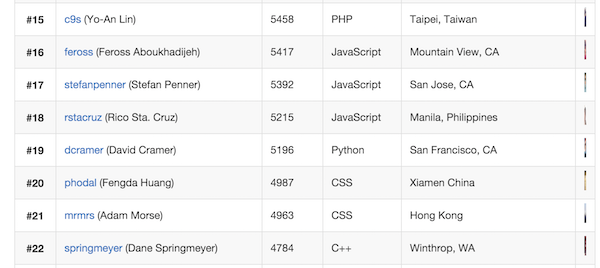 #15 c9s (Yo-An Lin) 5458 PHP Taipei, Taiwan
#16 feross (Feross Aboukhadijeh) 5417 JavaScript Mountain View, CA
#17 stefanpenner (Stefan Penner) 5392 JavaScript San Jose, CA
#18 rstacruz (Rico Sta. Cruz) 5215 JavaScript Manila, Philippines
#19 dcramer (David Cramer) 5196 Python San Francisco, CA
#20 phodal (Fengda Huang) 4987 CSS Xiamen China
#21 mrmrs (Adam Morse) 4963 CSS Hong Kong
#22 springmeyer (Dane Springmeyer) 4784 C++ Winthrop, WA